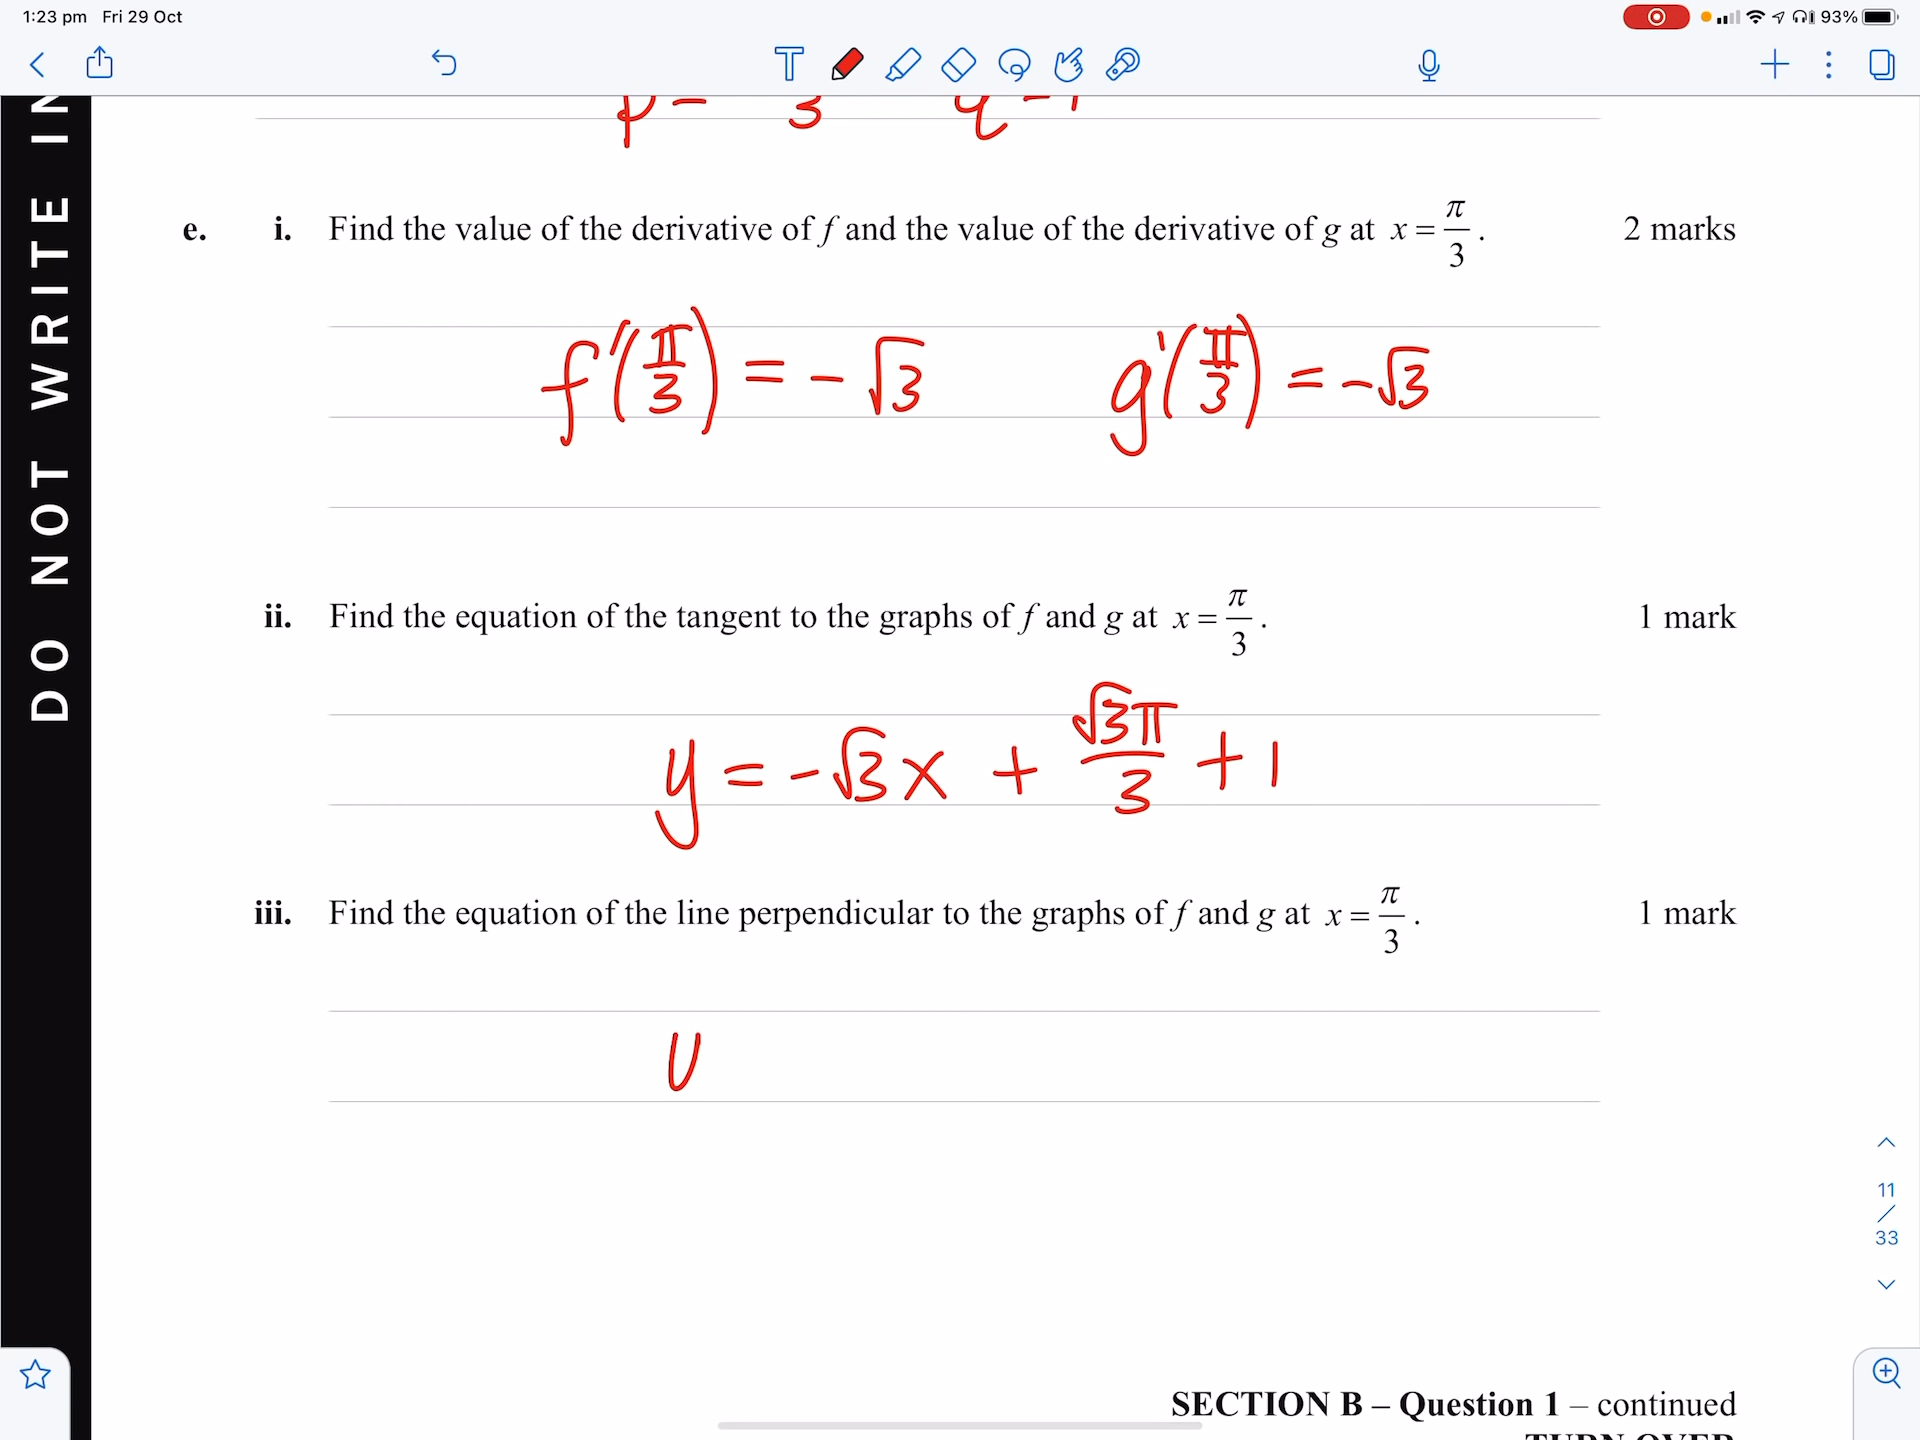 1:23 pm Fri 29 Oct 93%
T
DO NOT WRITE IN
p = 3 q = 1
e. i. Find the value of the derivative of f and the value of the derivative of g at x = π/3 . 2 marks
f'(π/3) = -√3 g'(π/3) = -√3
ii. Find the equation of the tangent to the graphs of f and g at x = π/3 . 1 mark
y = -√3x + √3π/3 + 1
iii. Find the equation of the line perpendicular to the graphs of f and g at x = π/3 . 1 mark
11
/
33
SECTION B – Question 1 – continued
TURN OVER